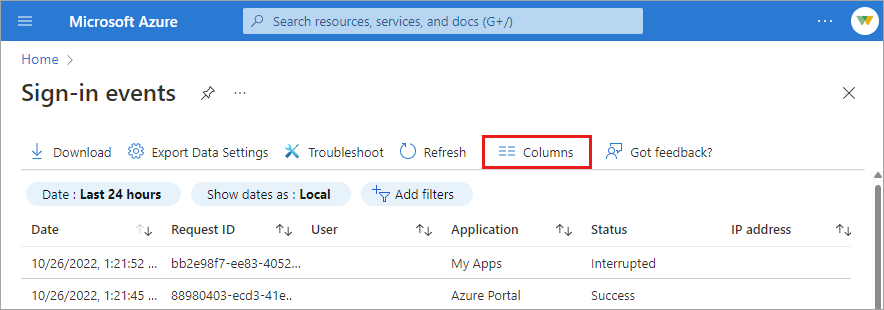 Microsoft Azure
Search resources, services, and docs (G+/)
Home
Sign-in events
Download Export Data Settings Troubleshoot Refresh Columns Got feedback?
Date : Last 24 hours Show dates as : Local Add filters
Date Request ID User Application Status IP address
10/26/2022, 1:21:52 ... bb2e98f7-ee83-4052... My Apps Interrupted
10/26/2022, 1:21:45 ... 88980403-ecd3-41e.. Azure Portal Success